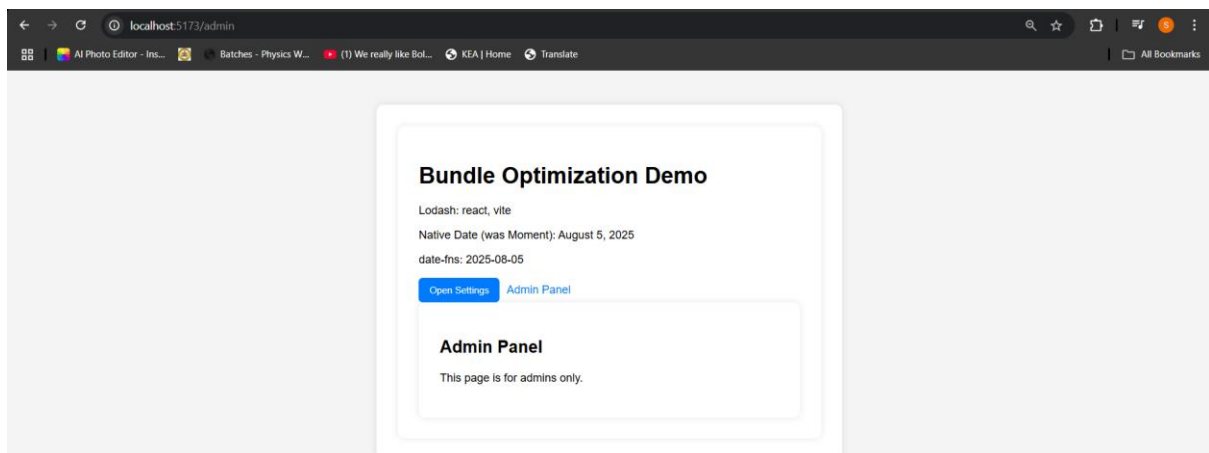 localhost:5173/admin
S
AI Photo Editor - Ins... Batches - Physics W... (1) We really like Bol... KEA | Home Translate All Bookmarks
Bundle Optimization Demo
Lodash: react, vite
Native Date (was Moment): August 5, 2025
date-fns: 2025-08-05
Open Settings Admin Panel
Admin Panel
This page is for admins only.